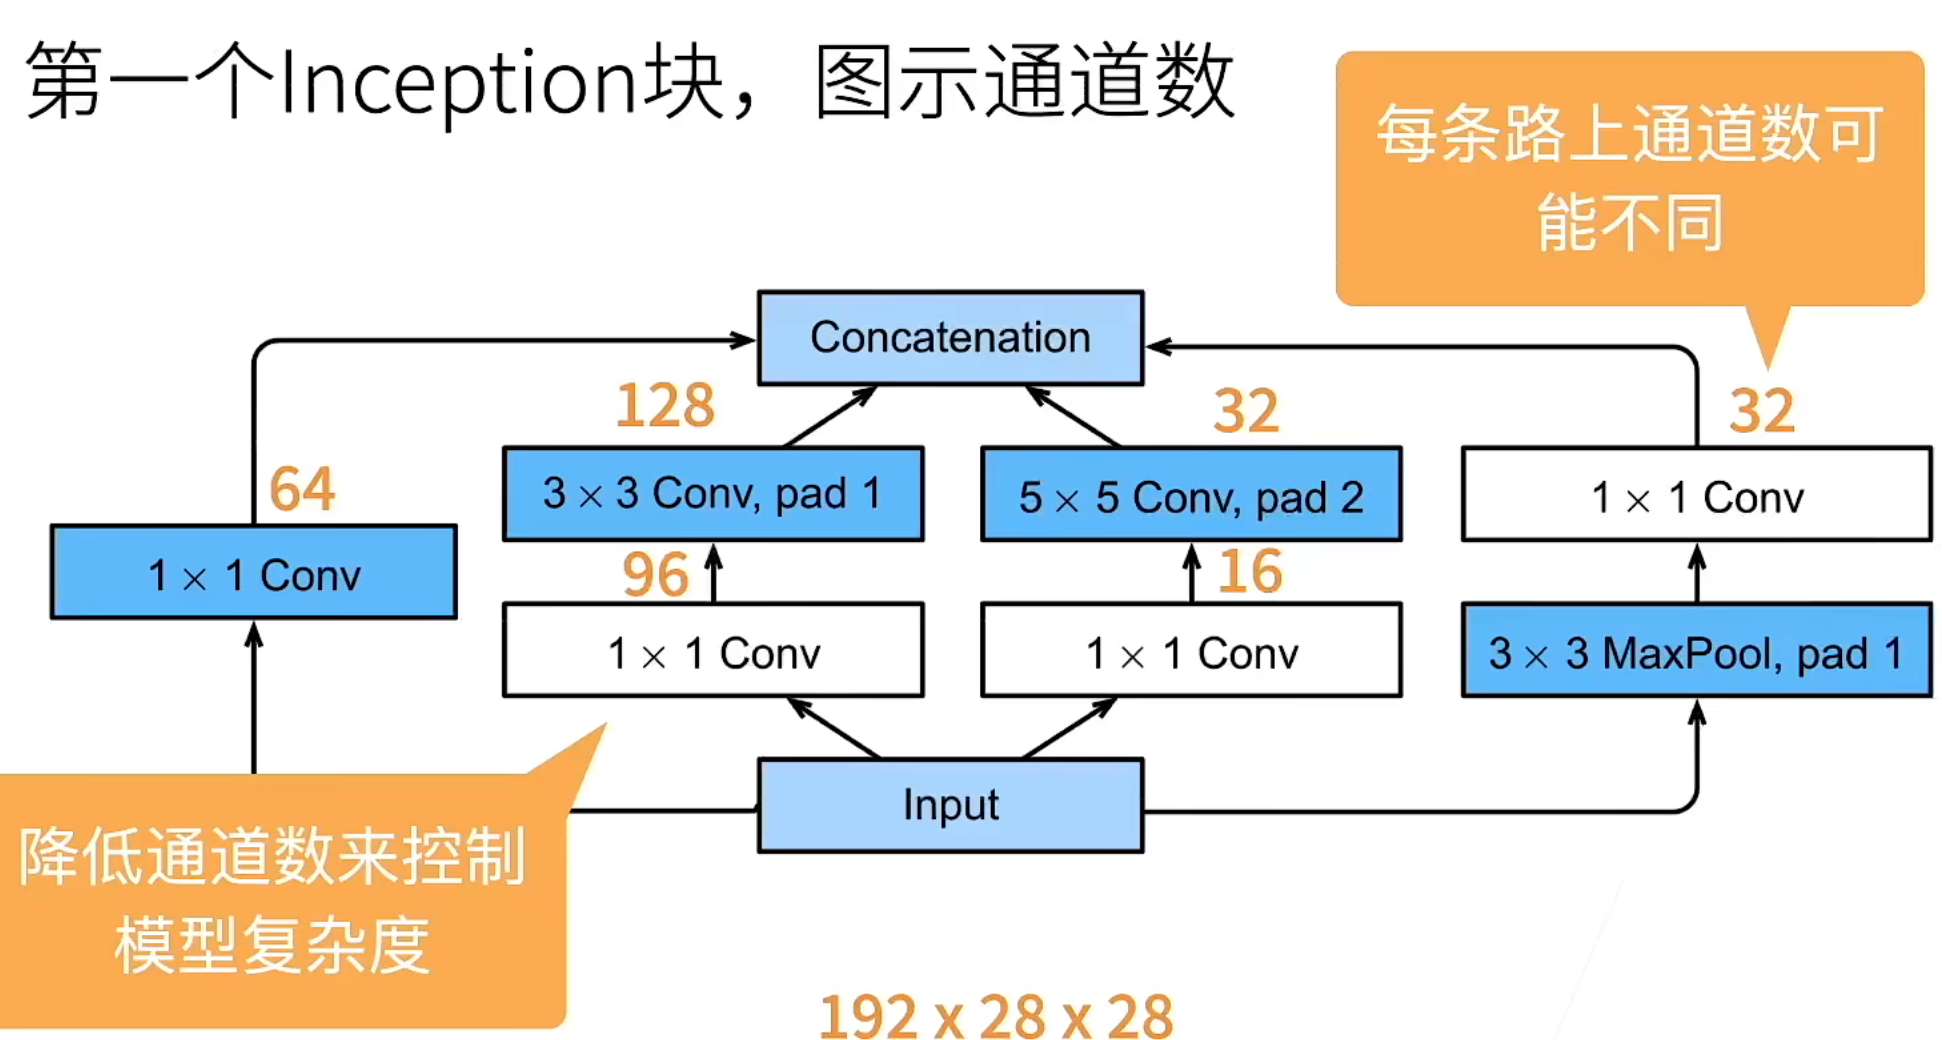 第一个Inception块，图示通道数
每条路上通道数可
能不同
Concatenation
128
32
32
64
3 × 3 Conv, pad 1
5 × 5 Conv, pad 2
1 × 1 Conv
1 × 1 Conv
96
16
1 × 1 Conv
1 × 1 Conv
3 × 3 MaxPool, pad 1
Input
降低通道数来控制
模型复杂度
192 x 28 x 28